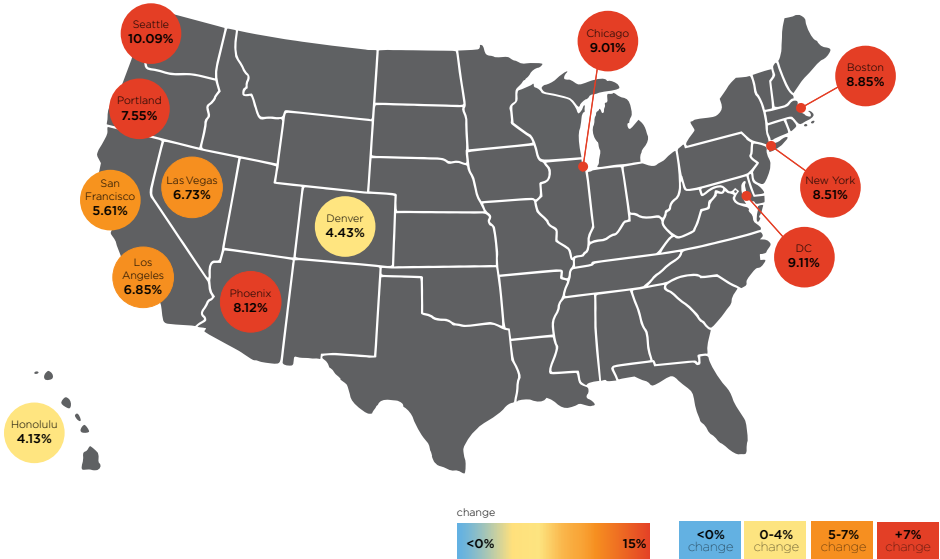 Seattle
10.09%
Chicago
9.01%
Boston
8.85%
Portland
7.55%
San
Francisco
5.61%
Las Vegas
6.73%
New York
8.51%
Denver
4.43%
DC
9.11%
Los
Angeles
6.85%
Phoenix
8.12%
Honolulu
4.13%
change
<0%
15%
<0%
change
0-4%
change
5-7%
change
+7%
change